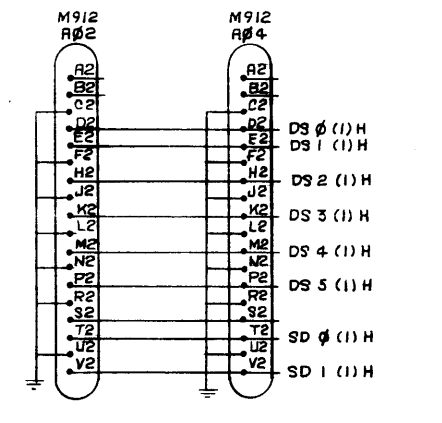 M912 M912
AØ2 AØ4
A2 A2
B2 B2
C2 C2
D2 D2 DS Ø (1) H
E2 E2 DS 1 (1) H
F2 F2
H2 H2 DS 2 (1) H
J2 J2
K2 K2 DS 3 (1) H
L2 L2
M2 M2 DS 4 (1) H
N2 N2
P2 P2 DS 5 (1) H
R2 R2
S2 S2
T2 T2 SD Ø (1) H
U2 U2
V2 V2 SD 1 (1) H